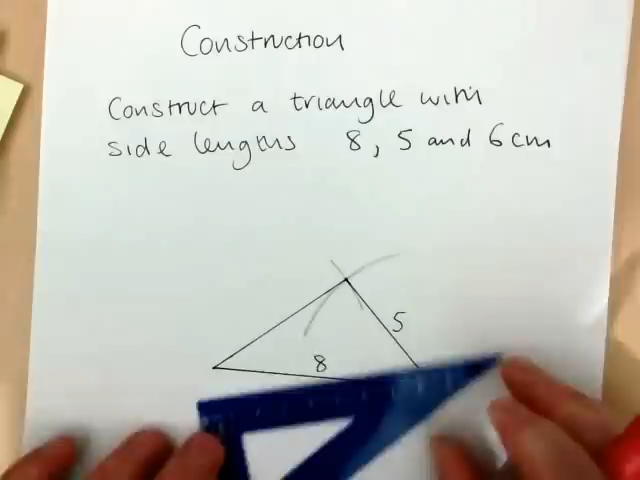 Construction
Construct a triangle with
side lengths 8, 5 and 6cm
5
8